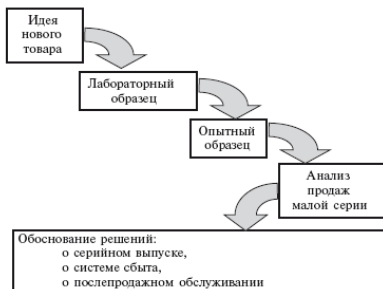 Идея
нового
товара
Лабораторный
образец
Опытный
образец
Анализ
продаж
малой серии
Обоснование решений:
о серийном выпуске,
о системе сбыта,
о послепродажном обслуживании